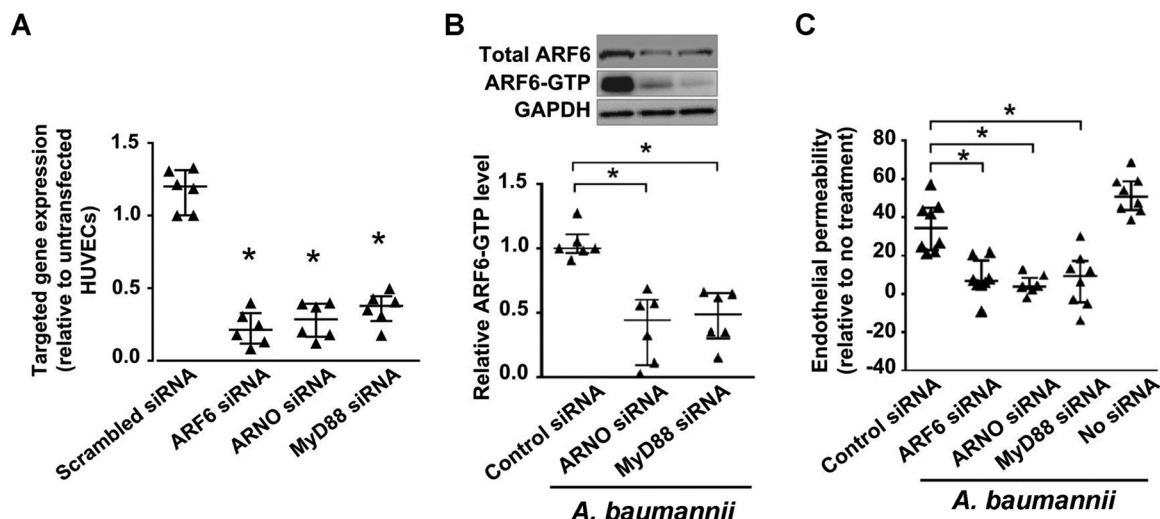 A
Targeted gene expression
(relative to untransfected
HUVECs)
1.5
1.0
0.5
0.0
*
*
*
Scrambled siRNA
ARF6 siRNA
ARNO siRNA
MyD88 siRNA
B
Total ARF6
ARF6-GTP
GAPDH
Relative ARF6-GTP level
1.5
1.0
0.5
0.0
*
*
Control siRNA
ARNO siRNA
MyD88 siRNA
A. baumannii
C
Endothelial permeability
(relative to no treatment)
80
60
40
20
0
-20
-40
*
*
*
Control siRNA
ARF6 siRNA
ARNO siRNA
MyD88 siRNA
No siRNA
A. baumannii